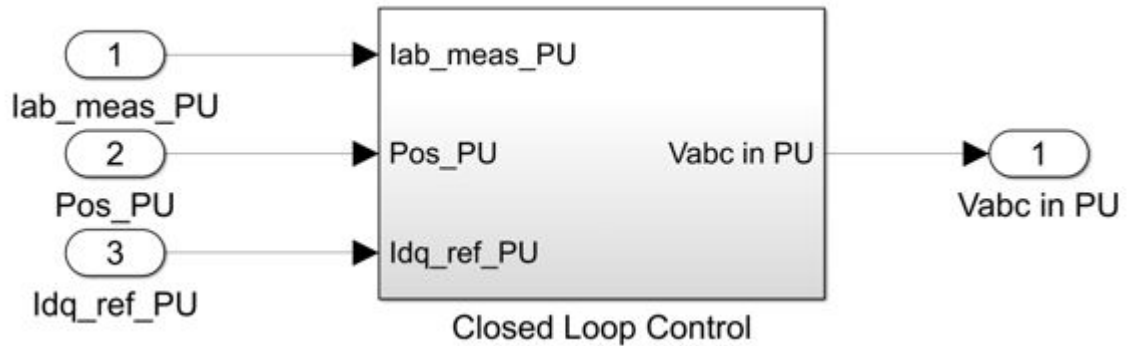 1
Iab_meas_PU
2
Pos_PU
3
Idq_ref_PU
Iab_meas_PU
Pos_PU
Idq_ref_PU
Vabc in PU
Closed Loop Control
1
Vabc in PU